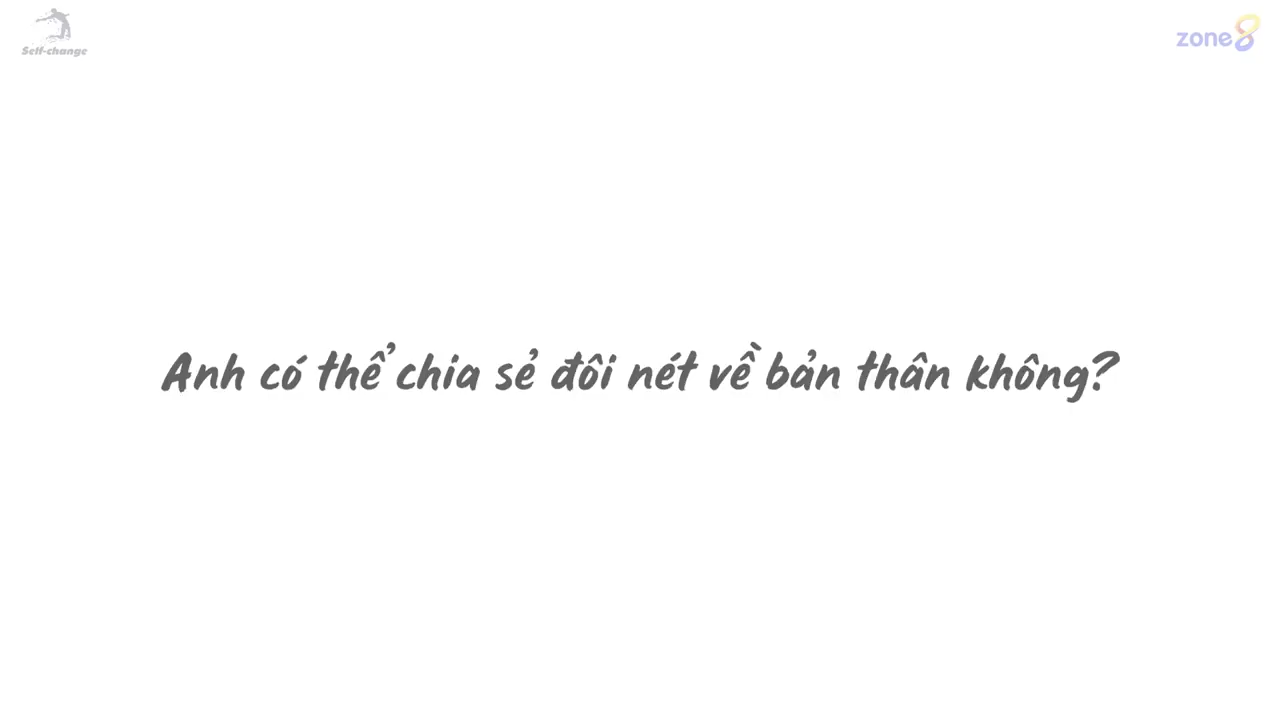 Self-change
zone8
Anh có thể chia sẻ đôi nét về bản thân không?